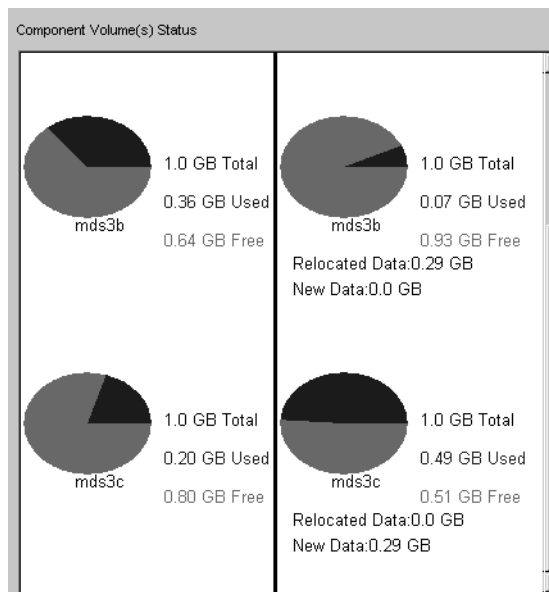 Component Volume(s) Status
1.0 GB Total
0.36 GB Used
mds3b
0.64 GB Free
1.0 GB Total
0.07 GB Used
mds3b
0.93 GB Free
Relocated Data:0.29 GB
New Data:0.0 GB
1.0 GB Total
0.20 GB Used
mds3c
0.80 GB Free
1.0 GB Total
0.49 GB Used
mds3c
0.51 GB Free
Relocated Data:0.0 GB
New Data:0.29 GB